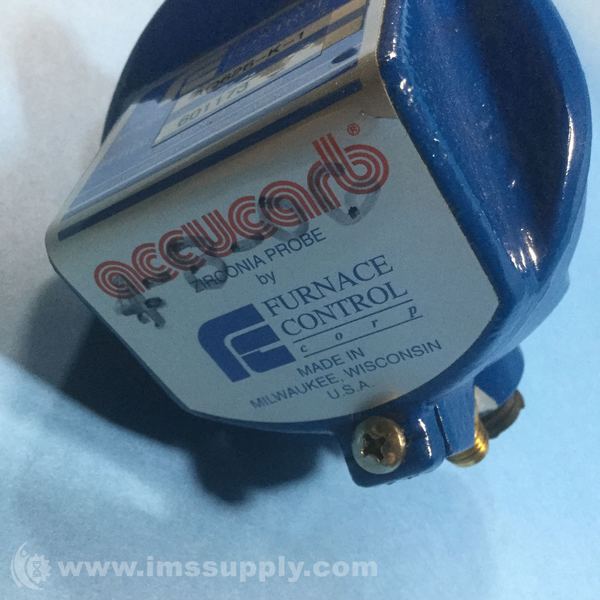 601173
accucarb®
ZIRCONIA PROBE
by
FURNACE
CONTROL
corp
MADE IN
MILWAUKEE, WISCONSIN
U.S.A.
www.imssupply.com